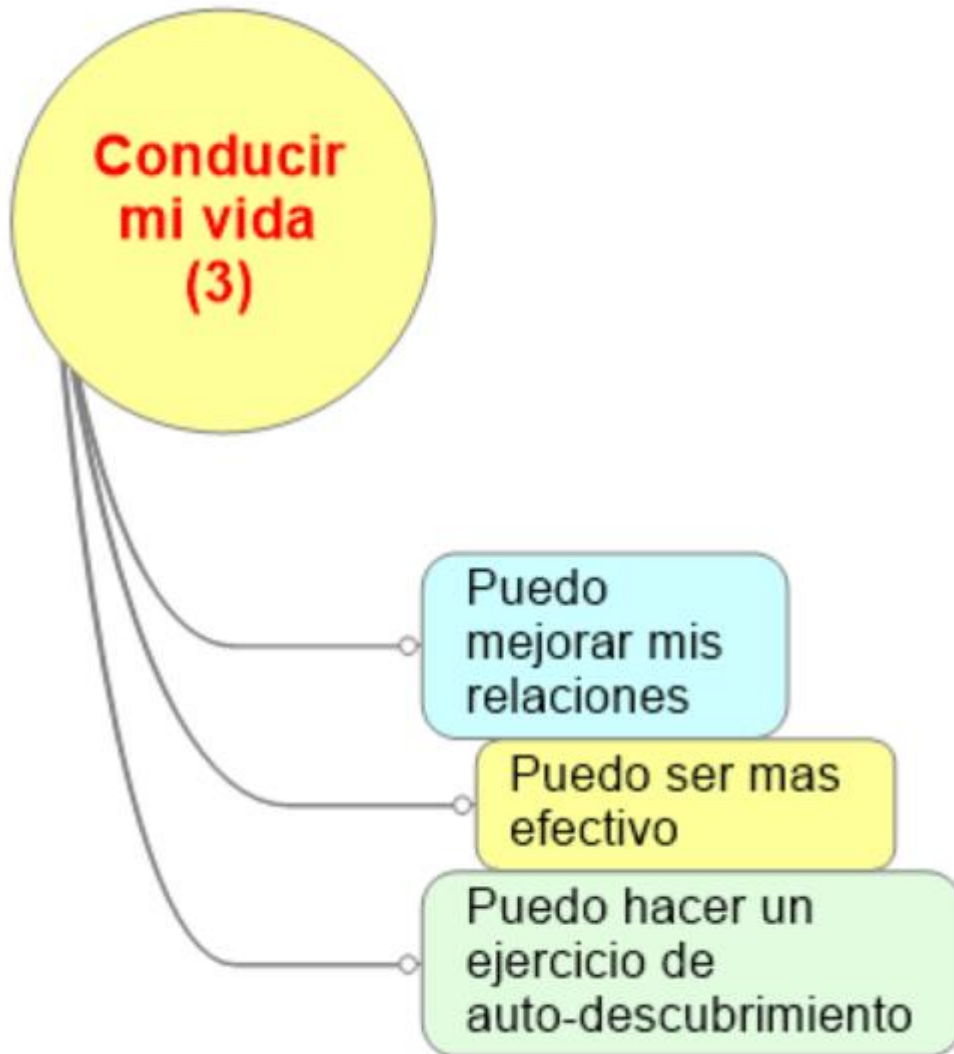 Conducir
mi vida
(3)
Puedo
mejorar mis
relaciones
Puedo ser mas
efectivo
Puedo hacer un
ejercicio de
auto-descubrimiento